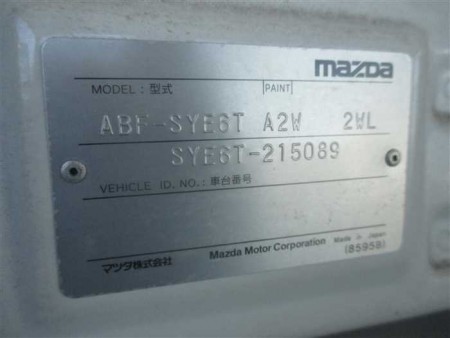 mazda
MODEL : 型式 PAINT
ABF-SYE6T A2W 2WL
SYE6T-215089
VEHICLE ID. NO. : 車台番号
マツダ株式会社 Mazda Motor Corporation Made in Japan
(85958)